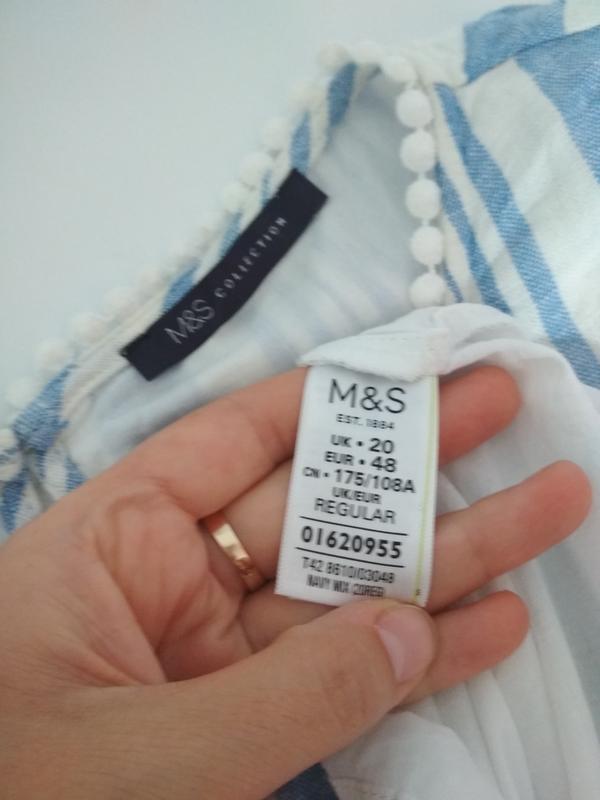 M&S COLLECTION
M&S
EST. 1884
UK • 20
EUR • 48
CN • 175/108A
UK/EUR
REGULAR
01620955
T42 8610/03048
NAVY MIX (20REG)